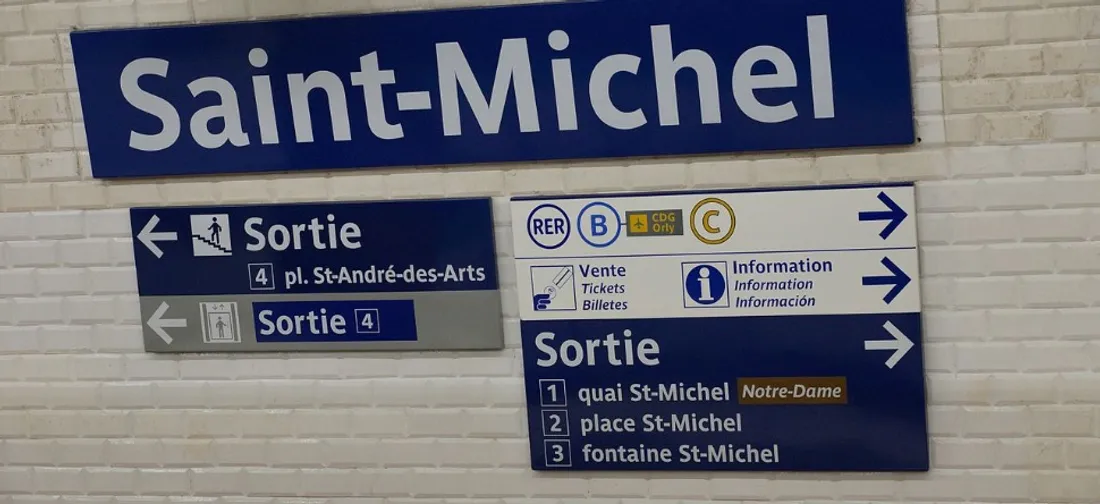 Saint-Michel
Sortie
4 pl. St-André-des-Arts
Sortie 4
RER B CDG Orly C
Vente
Tickets
Billetes
Information
Information
Información
Sortie
1 quai St-Michel Notre-Dame
2 place St-Michel
3 fontaine St-Michel